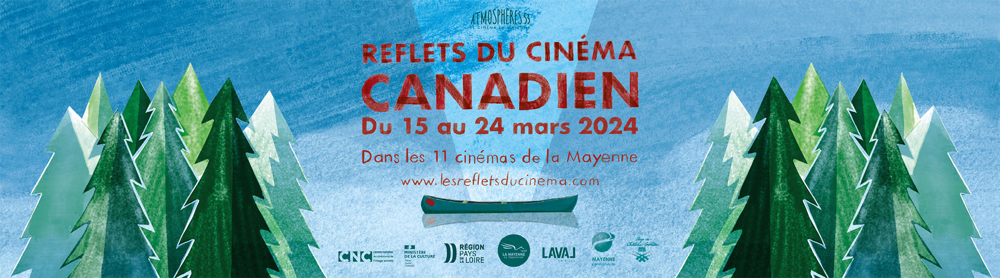 ATMOSPHÈRES 53
LE CINÉMA EN MAYENNE
REFLETS DU CINÉMA
CANADIEN
Du 15 au 24 mars 2024
Dans les 11 cinémas de la Mayenne
www.lesrefletsducinema.com
CNC
centre national
du cinéma et de
l'image animée
MINISTÈRE
DE LA CULTURE
Liberté
Égalité
Fraternité
RÉGION
PAYS
DE LA
LOIRE
LA MAYENNE
Le Département
LAVAL
LA VILLE
MAYENNE
communauté
Pays de
Château-Gontier